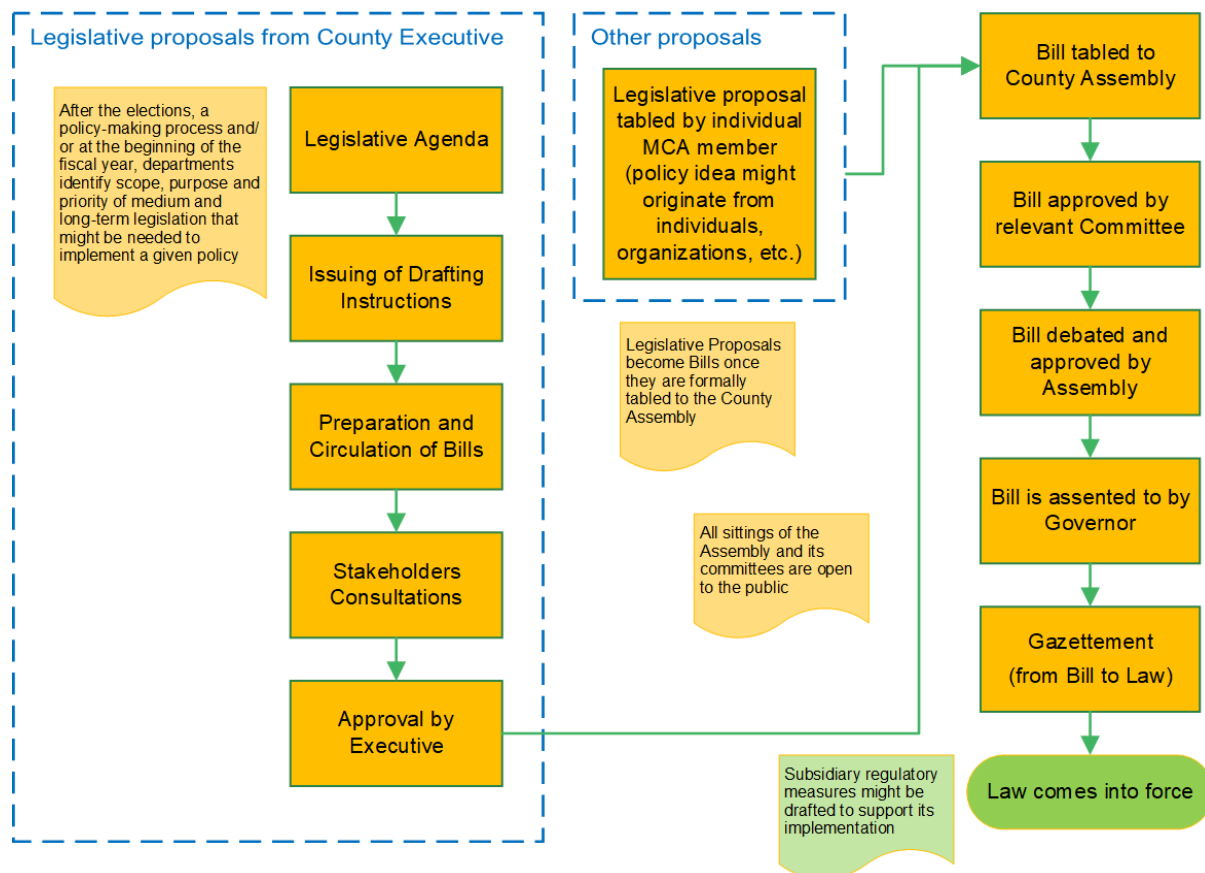 Legislative proposals from County Executive
After the elections, a
policy-making process and/
or at the beginning of the
fiscal year, departments
identify scope, purpose and
priority of medium and
long-term legislation that
might be needed to
implement a given policy
Legislative Agenda
Issuing of Drafting
Instructions
Preparation and
Circulation of Bills
Stakeholders
Consultations
Approval by
Executive
Other proposals
Legislative proposal
tabled by individual
MCA member
(policy idea might
originate from
individuals,
organizations, etc.)
Legislative Proposals
become Bills once
they are formally
tabled to the County
Assembly
All sittings of the
Assembly and its
committees are open
to the public
Bill tabled to
County Assembly
Bill approved by
relevant Committee
Bill debated and
approved by
Assembly
Bill is assented to by
Governor
Gazettement
(from Bill to Law)
Law comes into force
Subsidiary regulatory
measures might be
drafted to support its
implementation